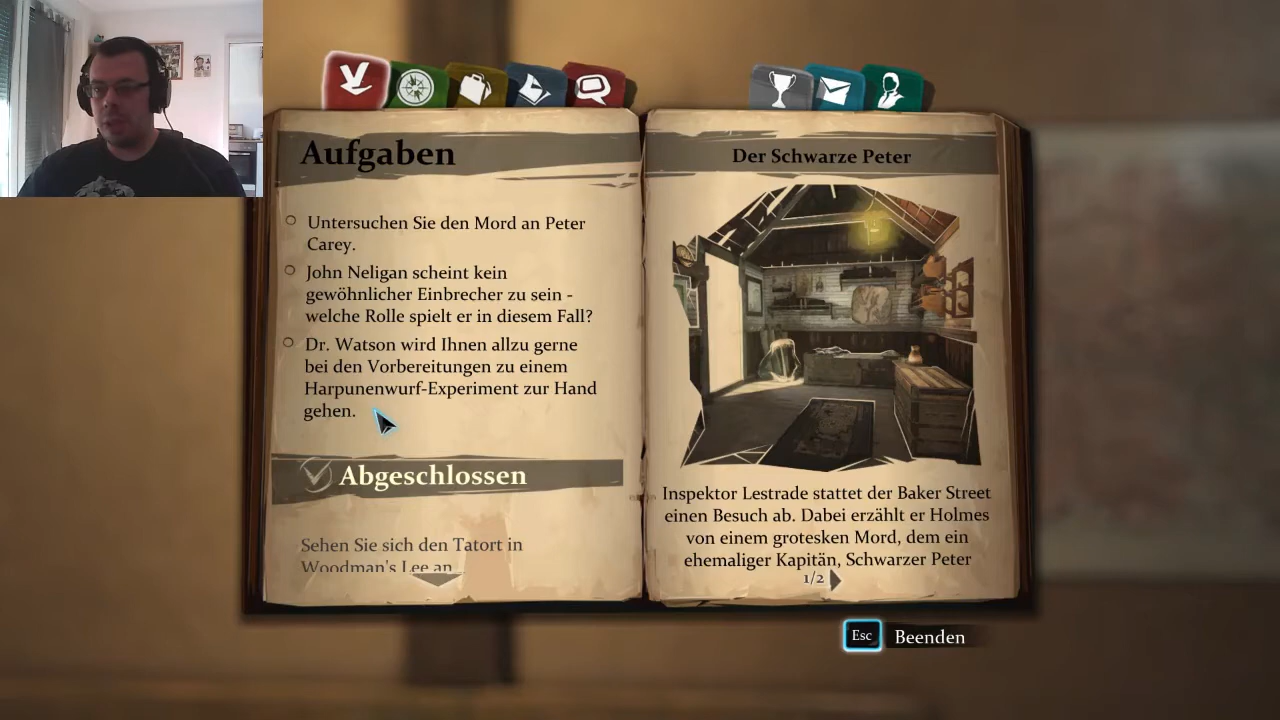 Aufgaben
Untersuchen Sie den Mord an Peter
Carey.
John Neligan scheint kein
gewöhnlicher Einbrecher zu sein -
welche Rolle spielt er in diesem Fall?
Dr. Watson wird Ihnen allzu gerne
bei den Vorbereitungen zu einem
Harpunenwurf-Experiment zur Hand
gehen.
Abgeschlossen
Sehen Sie sich den Tatort in
Woodman's Lee an
Der Schwarze Peter
Inspektor Lestrade stattet der Baker Street
einen Besuch ab. Dabei erzählt er Holmes
von einem grotesken Mord, dem ein
ehemaliger Kapitän, Schwarzer Peter
1/2
Esc Beenden